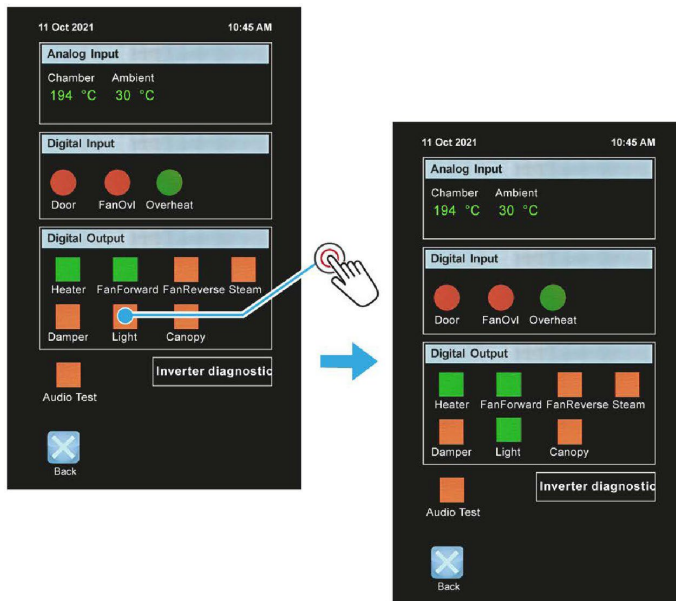 11 Oct 2021 10:45 AM
Analog Input
Chamber Ambient
194 °C 30 °C
Digital Input
Door FanOvl Overheat
Digital Output
Heater FanForward FanReverse Steam
Damper Light Canopy
Inverter diagnostic
Audio Test
Back
11 Oct 2021 10:45 AM
Analog Input
Chamber Ambient
194 °C 30 °C
Digital Input
Door FanOvl Overheat
Digital Output
Heater FanForward FanReverse Steam
Damper Light Canopy
Inverter diagnostic
Audio Test
Back